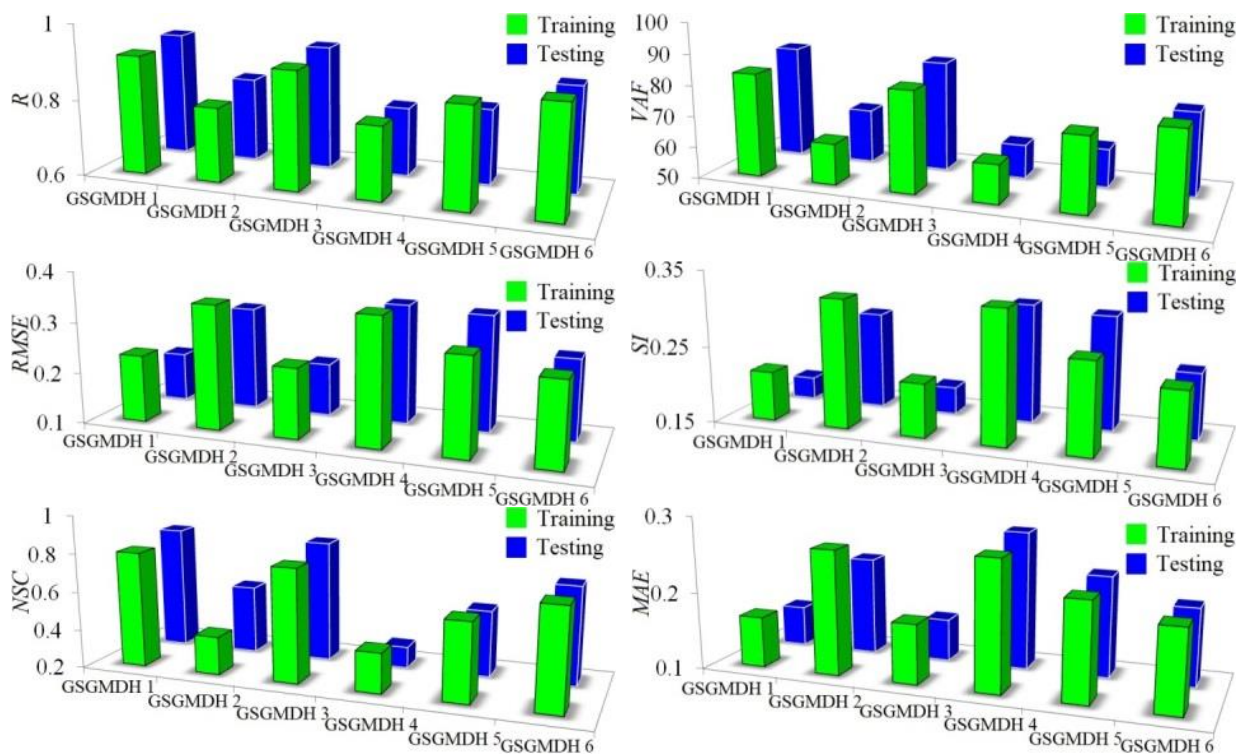 R
1
0.8
0.6
GSGMDH 1
GSGMDH 2
GSGMDH 3
GSGMDH 4
GSGMDH 5
GSGMDH 6
Training
Testing
VAF
100
90
80
70
60
50
GSGMDH 1
GSGMDH 2
GSGMDH 3
GSGMDH 4
GSGMDH 5
GSGMDH 6
Training
Testing
RMSE
0.4
0.3
0.2
0.1
GSGMDH 1
GSGMDH 2
GSGMDH 3
GSGMDH 4
GSGMDH 5
GSGMDH 6
Training
Testing
SI
0.35
0.25
0.15
GSGMDH 1
GSGMDH 2
GSGMDH 3
GSGMDH 4
GSGMDH 5
GSGMDH 6
Training
Testing
NSC
1
0.8
0.6
0.4
0.2
GSGMDH 1
GSGMDH 2
GSGMDH 3
GSGMDH 4
GSGMDH 5
GSGMDH 6
Training
Testing
MAE
0.3
0.2
0.1
GSGMDH 1
GSGMDH 2
GSGMDH 3
GSGMDH 4
GSGMDH 5
GSGMDH 6
Training
Testing